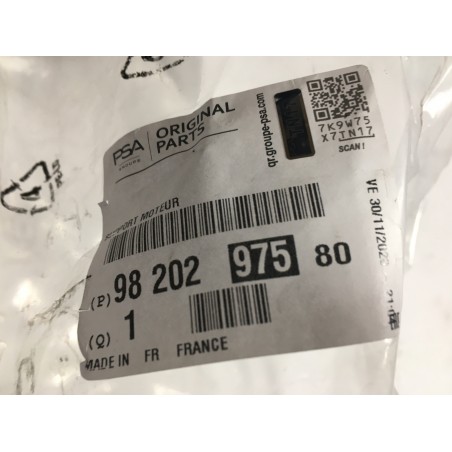 PSA
GROUPE
ORIGINAL
PARTS
qr.groupe-psa.com
7K9W75
X7TN17
SCAN!
MOTEUR
VE 30/11/202
(P) 98 202 975 80
(Q) 1
MADE IN FR FRANCE